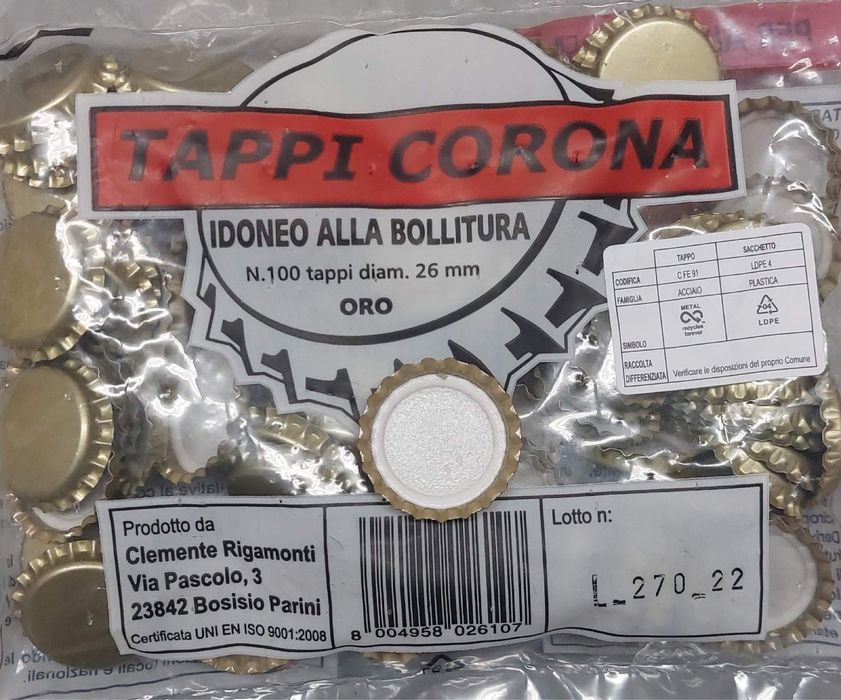 TAPPI CORONA
IDONEO ALLA BOLLITURA
N.100 tappi diam. 26 mm
ORO
TAPPO SACCHETTO
CODIFICA C FE 91 LDPE 4
FAMIGLIA ACCIAIO PLASTICA
SIMBOLO METAL recycles forever 04 LDPE
RACCOLTA DIFFERENZIATA Verificare le disposizioni del proprio Comune
Prodotto da
Clemente Rigamonti
Via Pascolo, 3
23842 Bosisio Parini
Certificata UNI EN ISO 9001:2008
8 004958 026107
Lotto n:
L_270_22